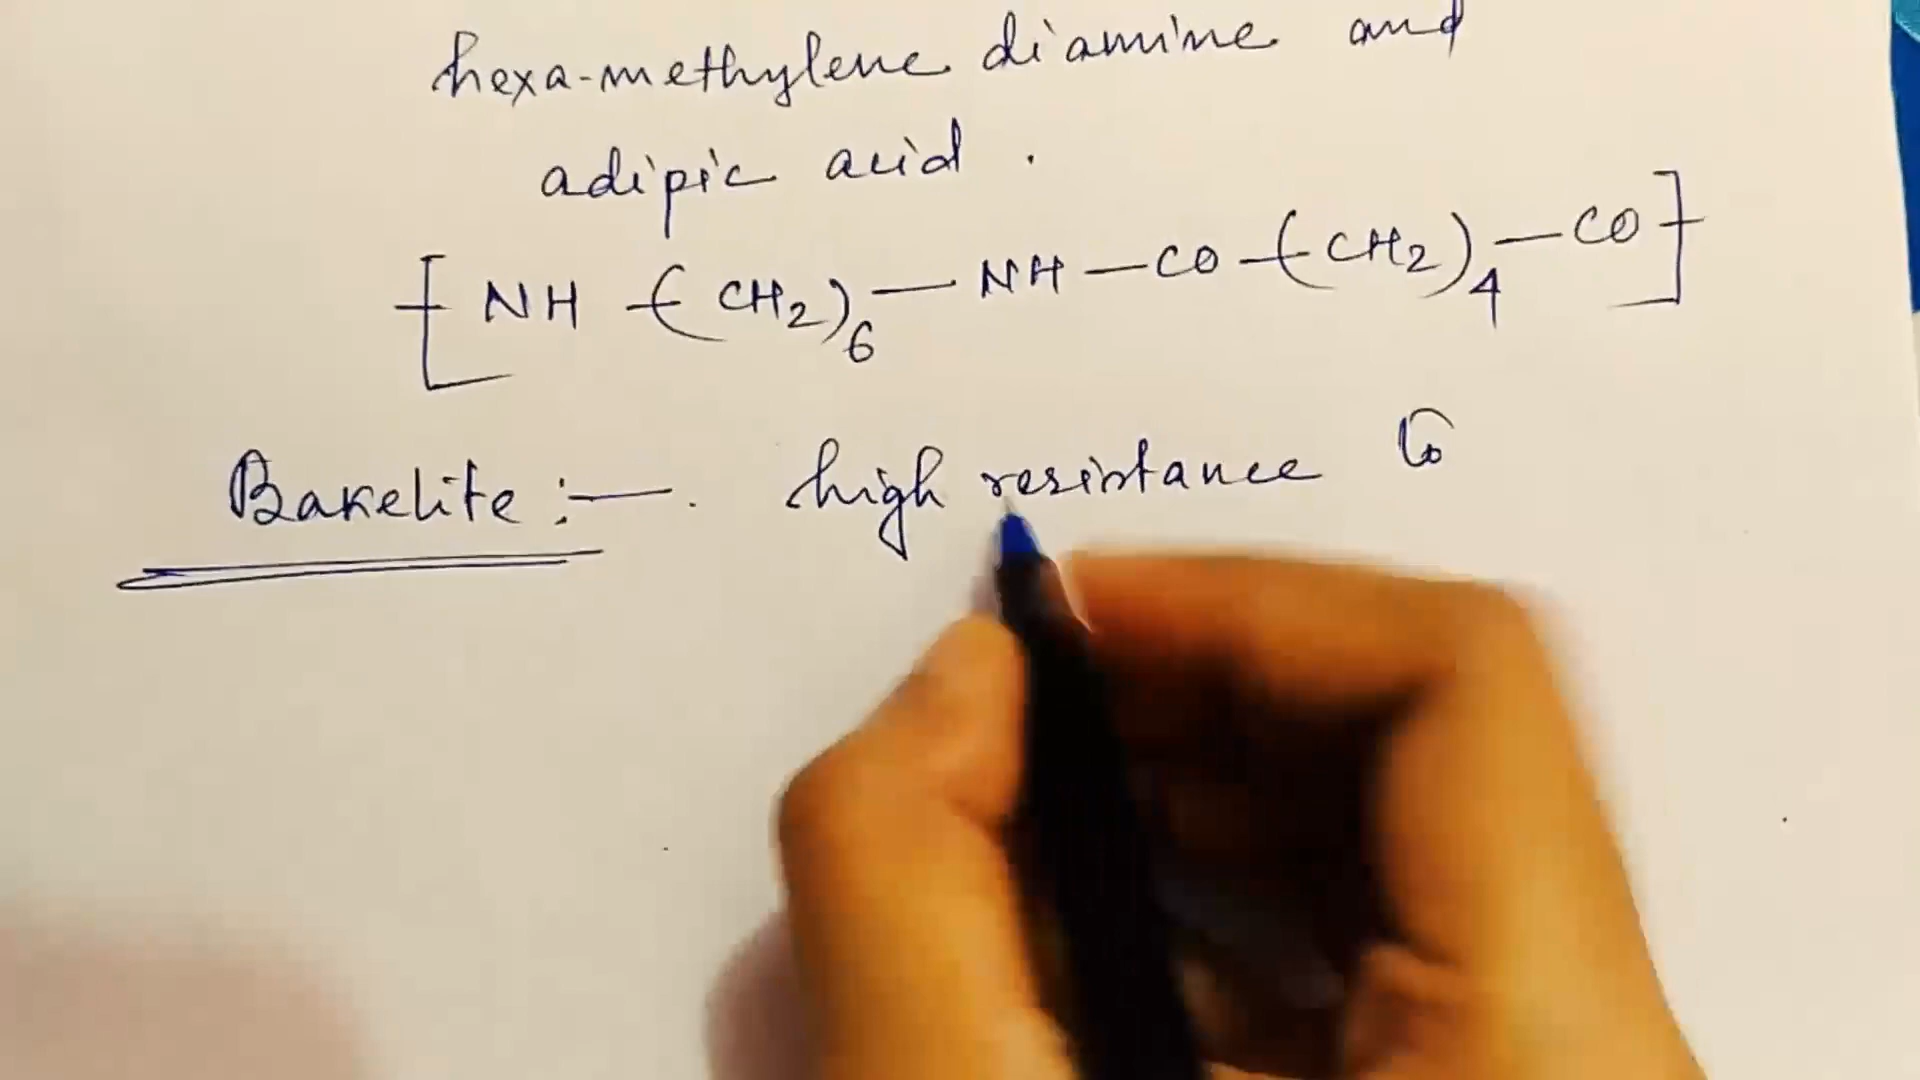 hexa-methylene diamine and
adipic acid .
[ NH -( CH2)6 — NH — CO -( CH2)4 — CO ]
Bakelite :— . high resistance to